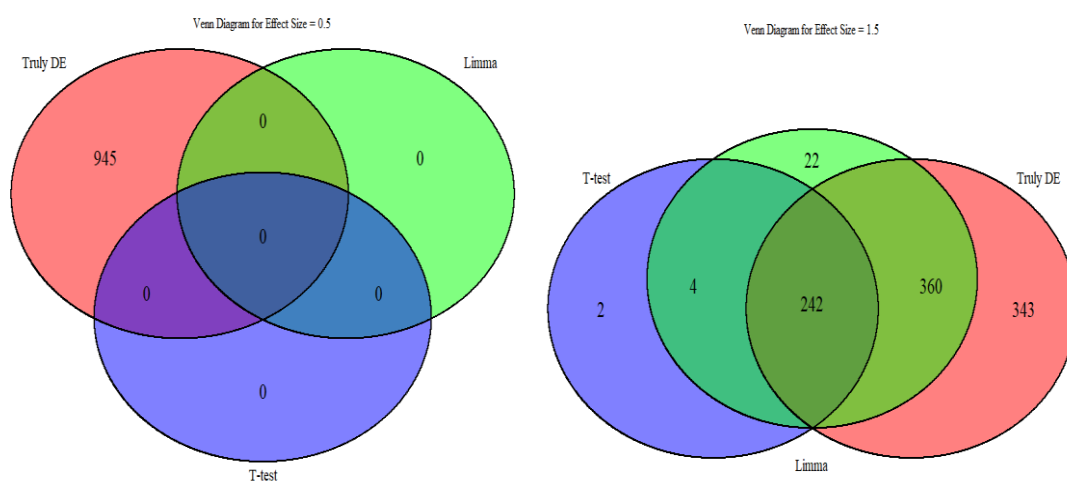 Venn Diagram for Effect Size = 0.5
Truly DE
Limma
0
945
0
0
0
0
0
T-test
Venn Diagram for Effect Size = 1.5
22
T-test
Truly DE
4
360
2
242
343
Limma